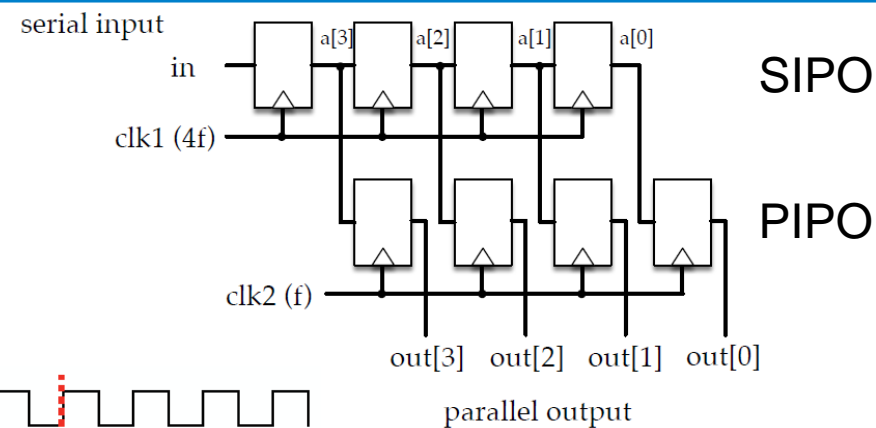 serial input
a[3] a[2] a[1] a[0]
in
SIPO
clk1 (4f)
PIPO
clk2 (f)
out[3] out[2] out[1] out[0]
parallel output